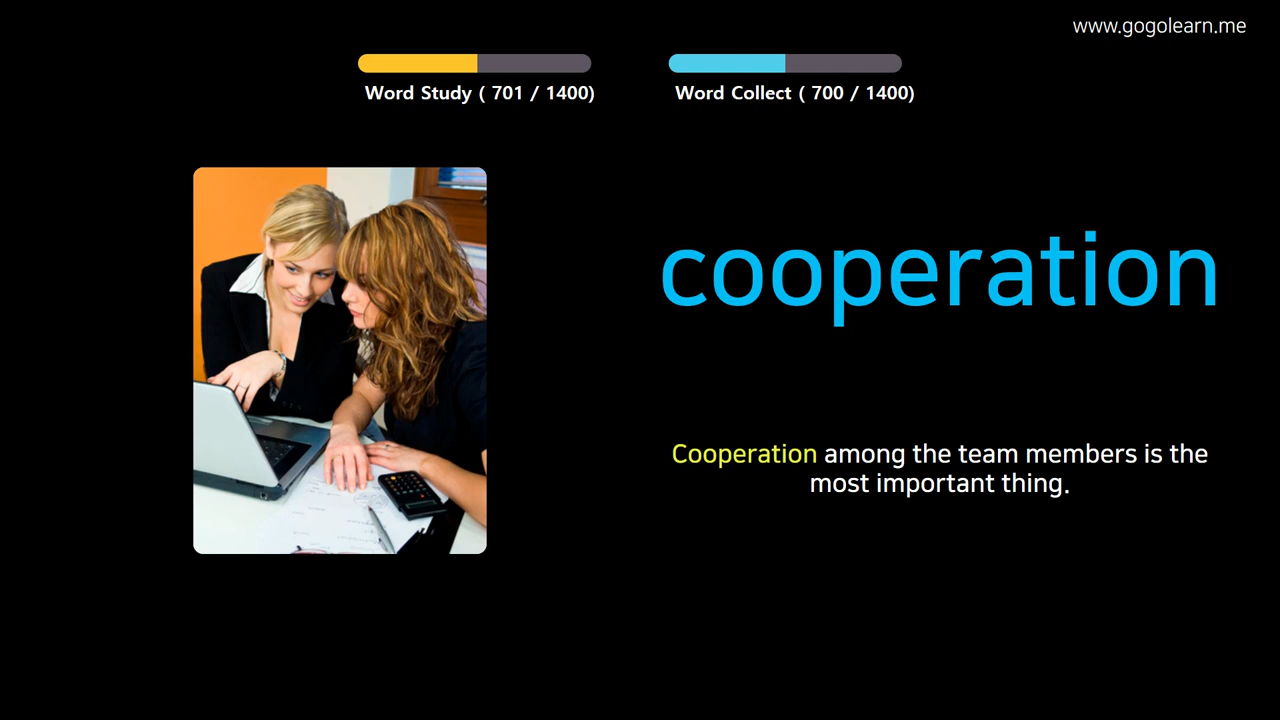 www.gogolearn.me
Word Study ( 701 / 1400)
Word Collect ( 700 / 1400)
cooperation
Cooperation among the team members is the
most important thing.